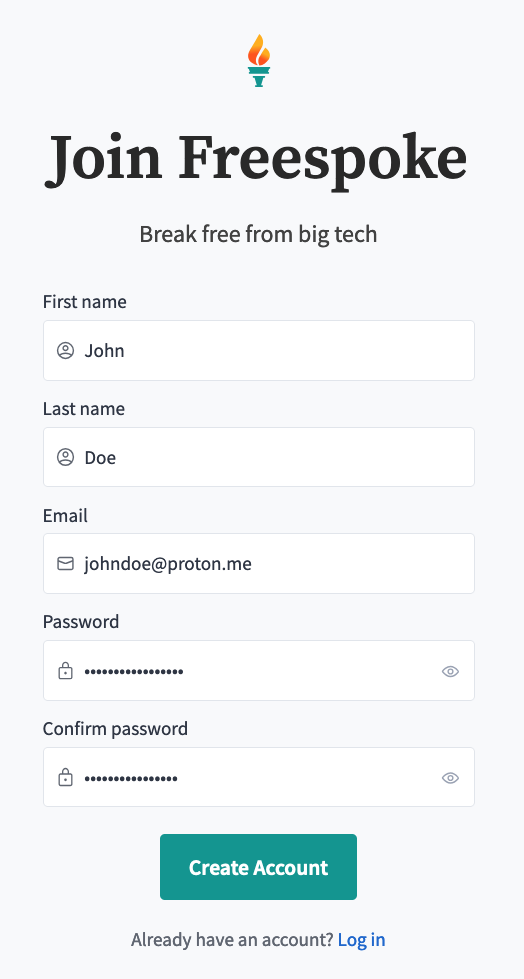 Join Freespoke
Break free from big tech
First name
John
Last name
Doe
Email
johndoe@proton.me
Password
•••••••••••••••••
Confirm password
••••••••••••••••
Create Account
Already have an account? Log in